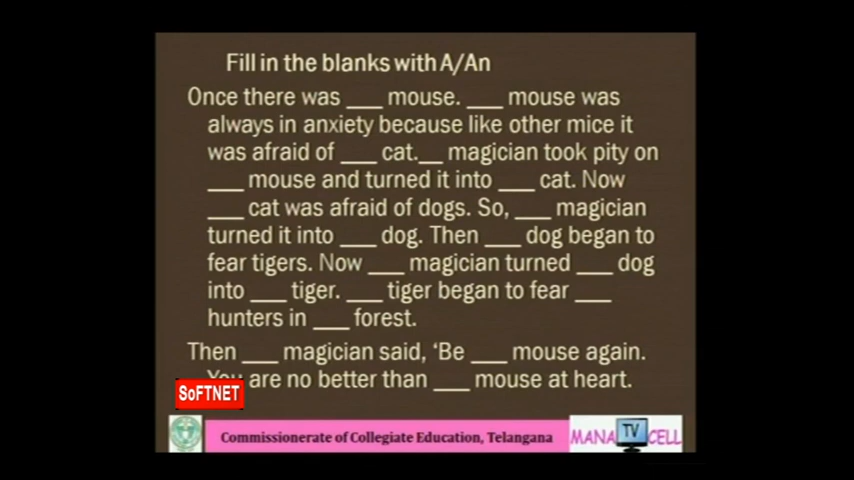 Fill in the blanks with A/An
Once there was ___ mouse. ___ mouse was
always in anxiety because like other mice it
was afraid of ___ cat.__ magician took pity on
___ mouse and turned it into ___ cat. Now
___ cat was afraid of dogs. So, ___ magician
turned it into ___ dog. Then ___ dog began to
fear tigers. Now ___ magician turned ___ dog
into ___ tiger. ___ tiger began to fear ___
hunters in ___ forest.
Then ___ magician said, ‘Be ___ mouse again.
You are no better than ___ mouse at heart.
SoFTNET
Commissionerate of Collegiate Education, Telangana
MANA TV CELL